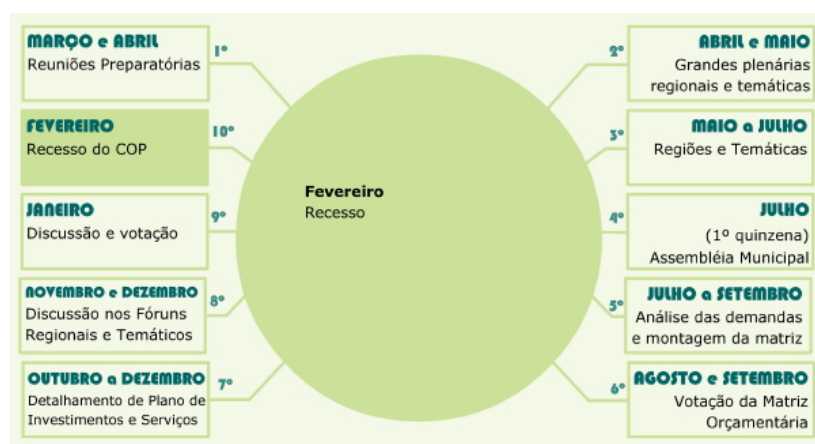 MARÇO e ABRIL
Reuniões Preparatórias
1º
2º
ABRIL e MAIO
Grandes plenárias
regionais e temáticas
FEVEREIRO
Recesso do COP
10º
3º
MAIO a JULHO
Regiões e Temáticas
Fevereiro
Recesso
JANEIRO
Discussão e votação
9º
4º
JULHO
(1º quinzena)
Assembléia Municipal
NOVEMBRO e DEZEMBRO
Discussão nos Fóruns
Regionais e Temáticos
8º
5º
JULHO a SETEMBRO
Análise das demandas
e montagem da matriz
OUTUBRO a DEZEMBRO
Detalhamento de Plano de
Investimentos e Serviços
7º
6º
AGOSTO e SETEMBRO
Votação da Matriz
Orçamentária